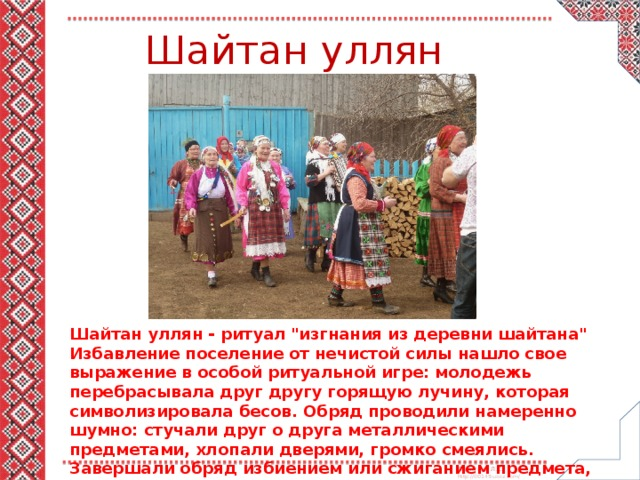 Шайтан уллян
Шайтан уллян - ритуал "изгнания из деревни шайтана"
Избавление поселение от нечистой силы нашло свое
выражение в особой ритуальной игре: молодежь
перебрасывала друг другу горящую лучину, которая
символизировала бесов. Обряд проводили намеренно
шумно: стучали друг о друга металлическими
предметами, хлопали дверями, громко смеялись.
Завершали обряд избиением или сжиганием предмета,